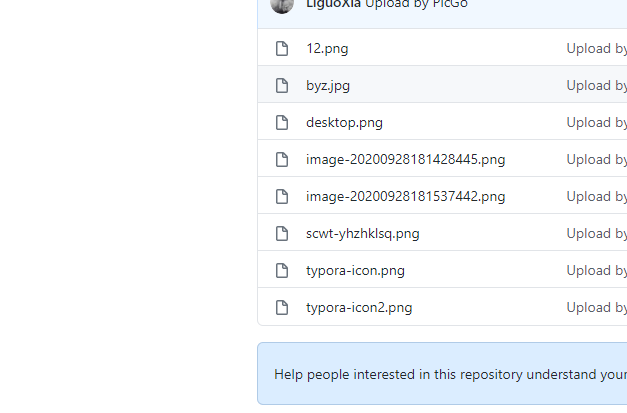 LiguoXia Upload by PicGo
12.png Upload by
byz.jpg Upload by
desktop.png Upload by
image-20200928181428445.png Upload by
image-20200928181537442.png Upload by
scwt-yhzhklsq.png Upload by
typora-icon.png Upload by
typora-icon2.png Upload by
Help people interested in this repository understand your